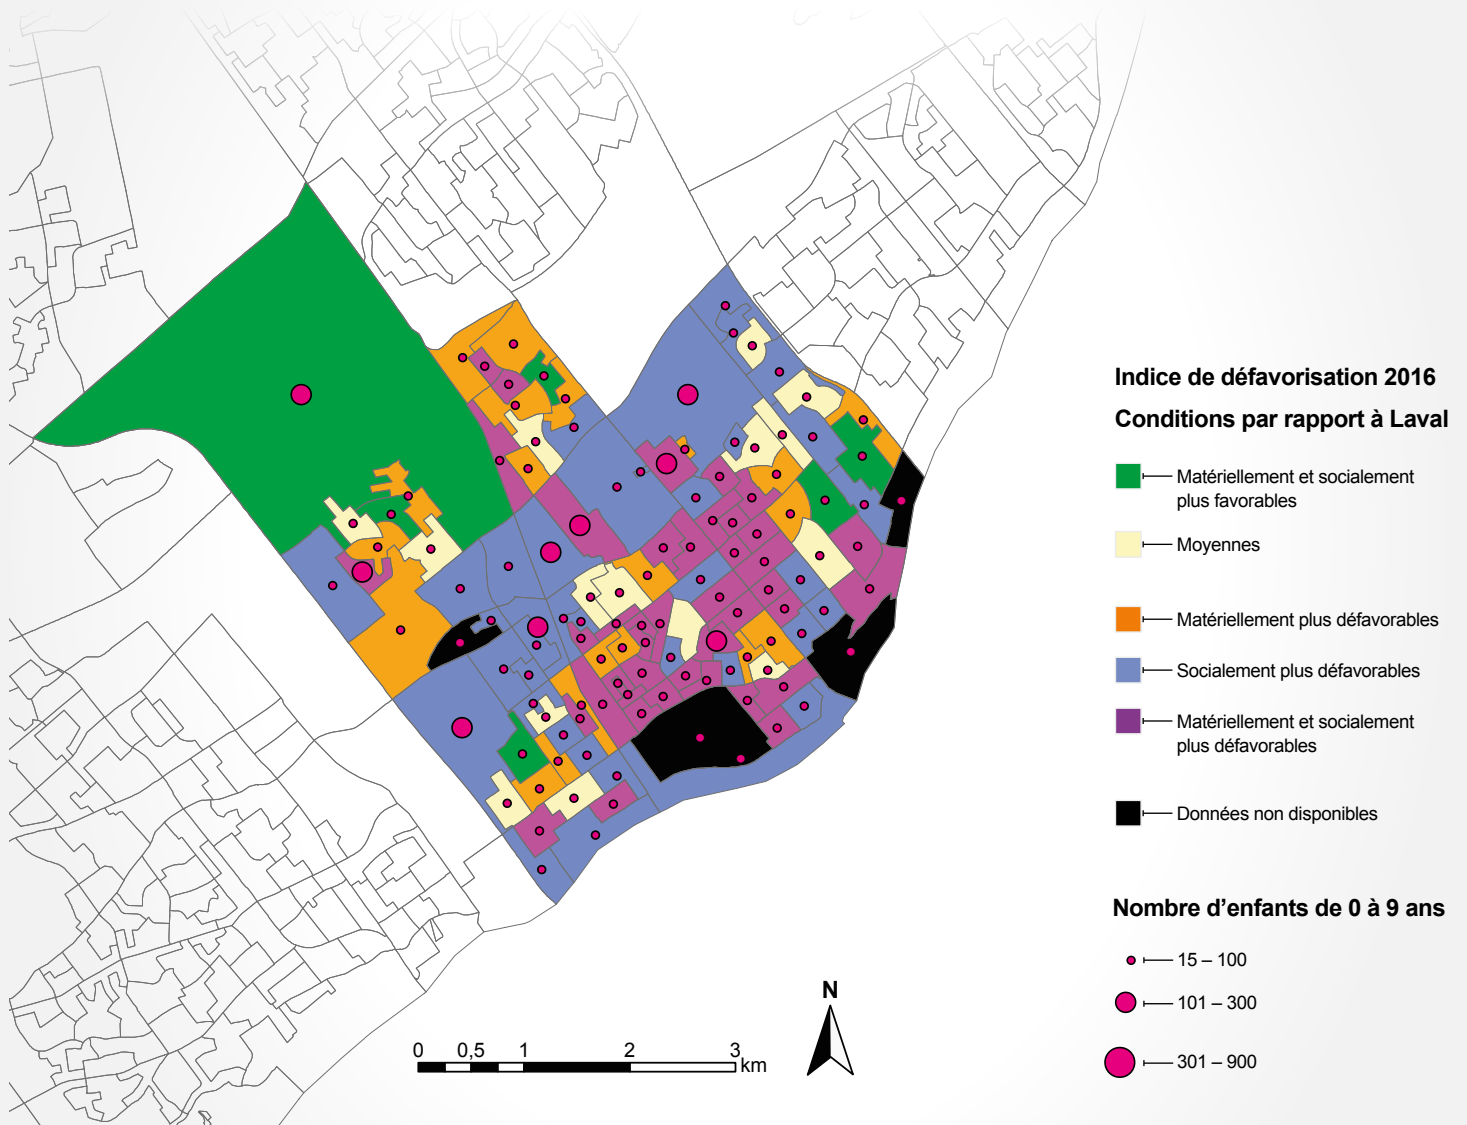 Indice de défavorisation 2016
Conditions par rapport à Laval
Matériellement et socialement
plus favorables
Moyennes
Matériellement plus défavorables
Socialement plus défavorables
Matériellement et socialement
plus défavorables
Données non disponibles
Nombre d’enfants de 0 à 9 ans
15 – 100
101 – 300
301 – 900
N
0 0,5 1 2 3
km